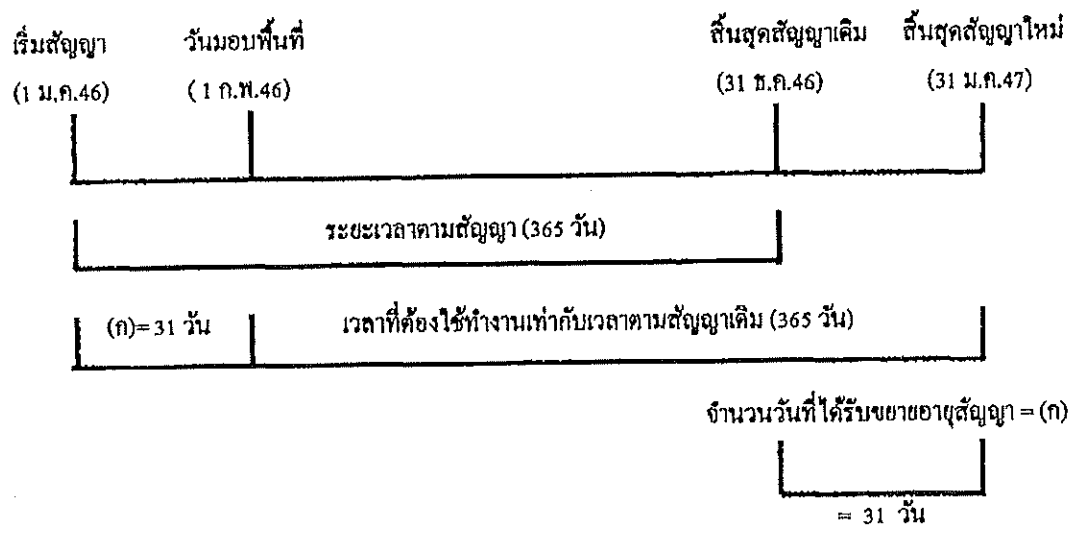 เริ่มสัญญา วันมอบพื้นที่ สิ้นสุดสัญญาเดิม สิ้นสุดสัญญาใหม่
(1 ม.ค.46) (1 ก.พ.46) (31 ธ.ค.46) (31 ม.ค.47)
ระยะเวลาตามสัญญา (365 วัน)
(ก)= 31 วัน เวลาที่ต้องใช้ทำงานเท่ากับเวลาตามสัญญาเดิม (365 วัน)
จำนวนวันที่ได้รับขยายอายุสัญญา = (ก)
= 31 วัน